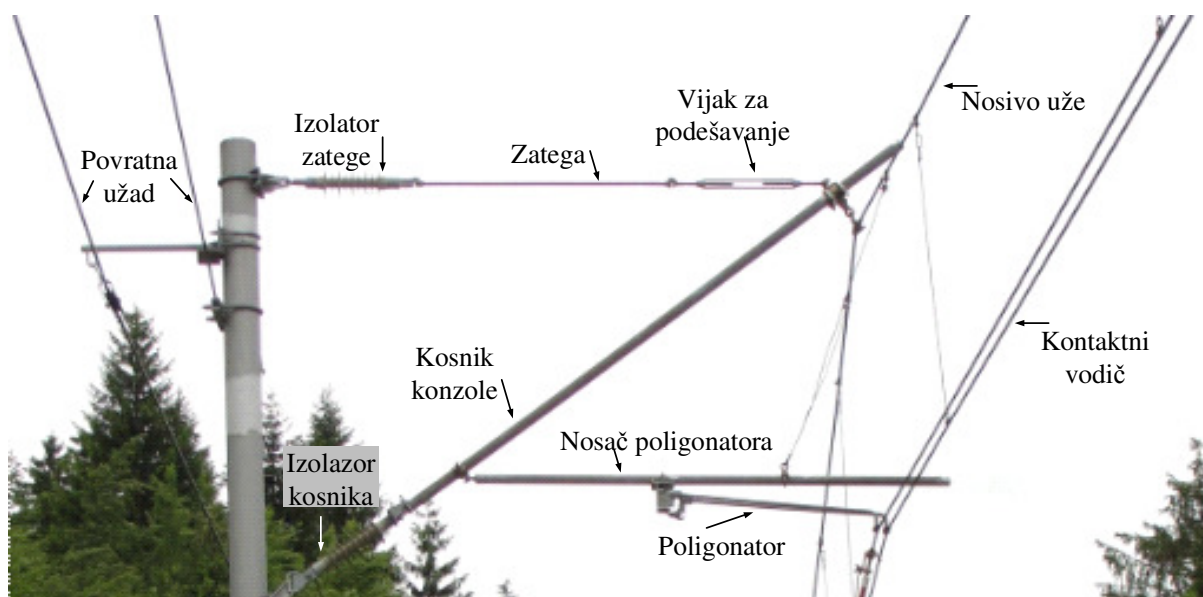 Izolator
zatege
Vijak za
podešavanje
Nosivo uže
Povratna
užad
Zatega
Kosnik
konzole
Kontaktni
vodič
Nosač poligonatora
Izolazor
kosnika
Poligonator